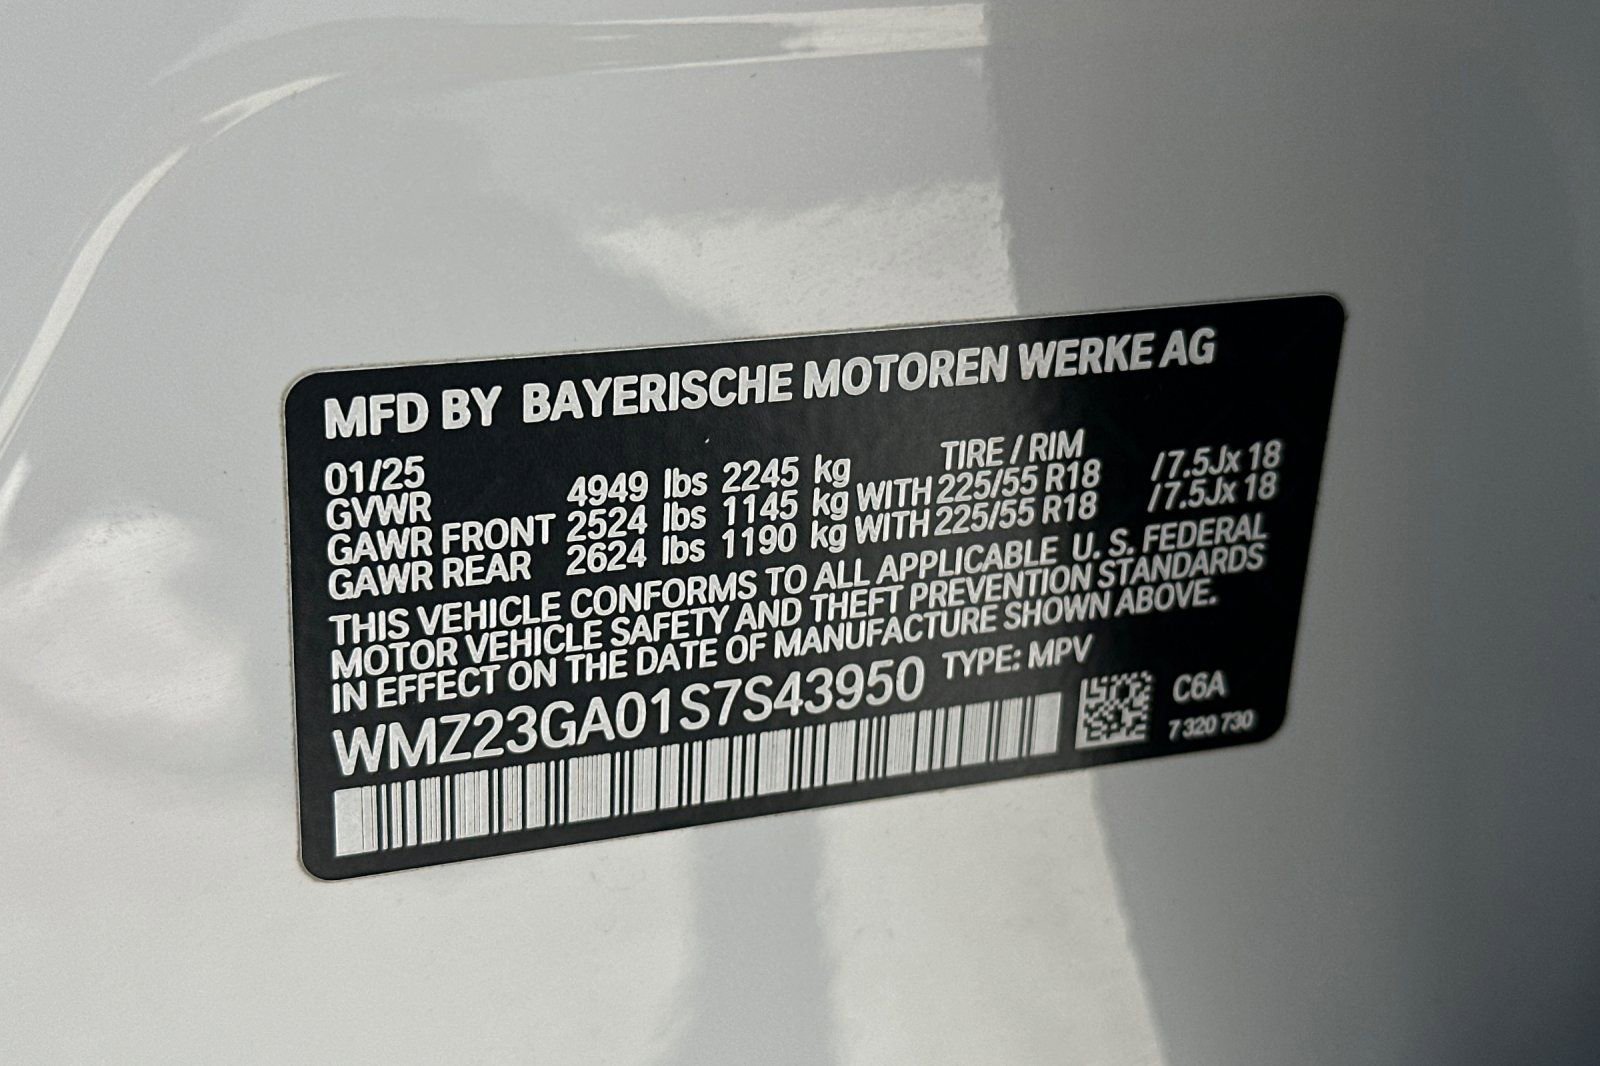 MFD BY BAYERISCHE MOTOREN WERKE AG
01/25 TIRE / RIM
GVWR 4949 lbs 2245 kg
GAWR FRONT 2524 lbs 1145 kg WITH 225/55 R18 /7.5Jx 18
GAWR REAR 2624 lbs 1190 kg WITH 225/55 R18 /7.5Jx 18
THIS VEHICLE CONFORMS TO ALL APPLICABLE U. S. FEDERAL
MOTOR VEHICLE SAFETY AND THEFT PREVENTION STANDARDS
IN EFFECT ON THE DATE OF MANUFACTURE SHOWN ABOVE.
WMZ23GA01S7S43950 TYPE: MPV
C6A
7 320 730